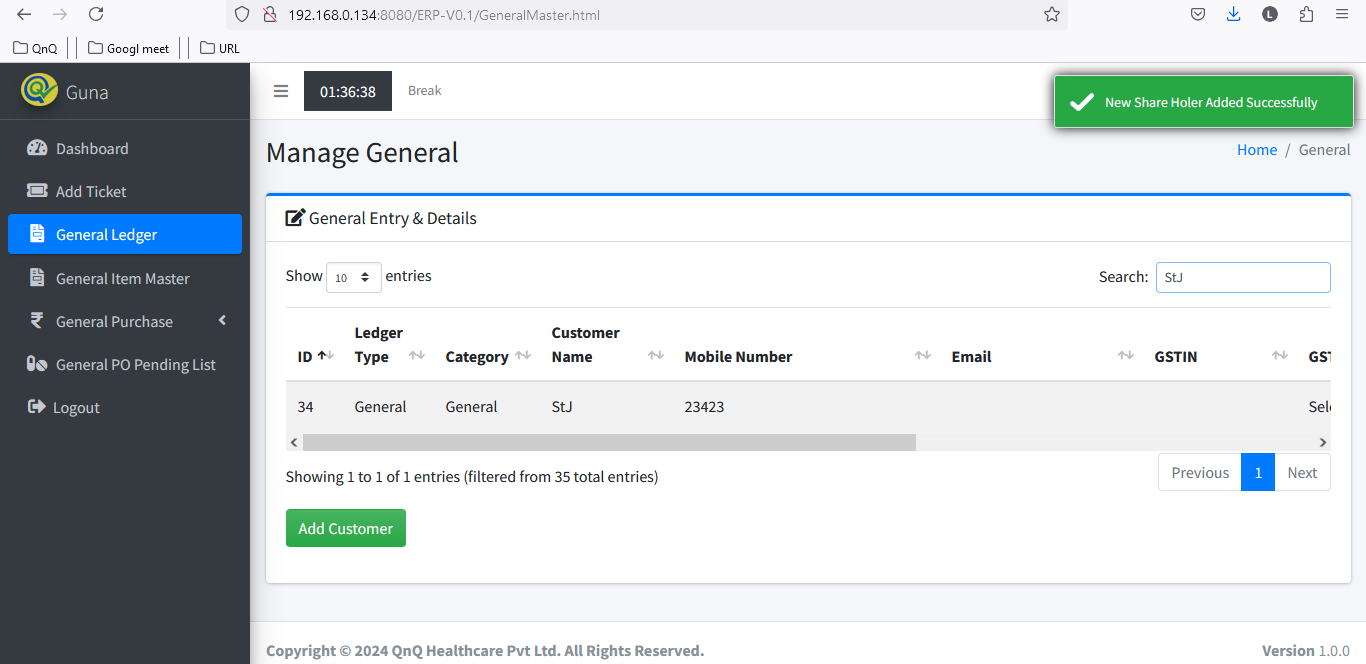 192.168.0.134:8080/ERP-V0.1/GeneralMaster.html
L
QnQ
Googl meet
URL
Guna
01:36:38
Break
New Share Holer Added Successfully
Dashboard
Add Ticket
General Ledger
General Item Master
General Purchase
General PO Pending List
Logout
Manage General
Home / General
General Entry & Details
Show 10 entries
Search: StJ
ID
Ledger Type
Category
Customer Name
Mobile Number
Email
GSTIN
GST
34 General General StJ 23423 Sele
Showing 1 to 1 of 1 entries (filtered from 35 total entries)
Previous 1 Next
Add Customer
Copyright © 2024 QnQ Healthcare Pvt Ltd. All Rights Reserved.
Version 1.0.0